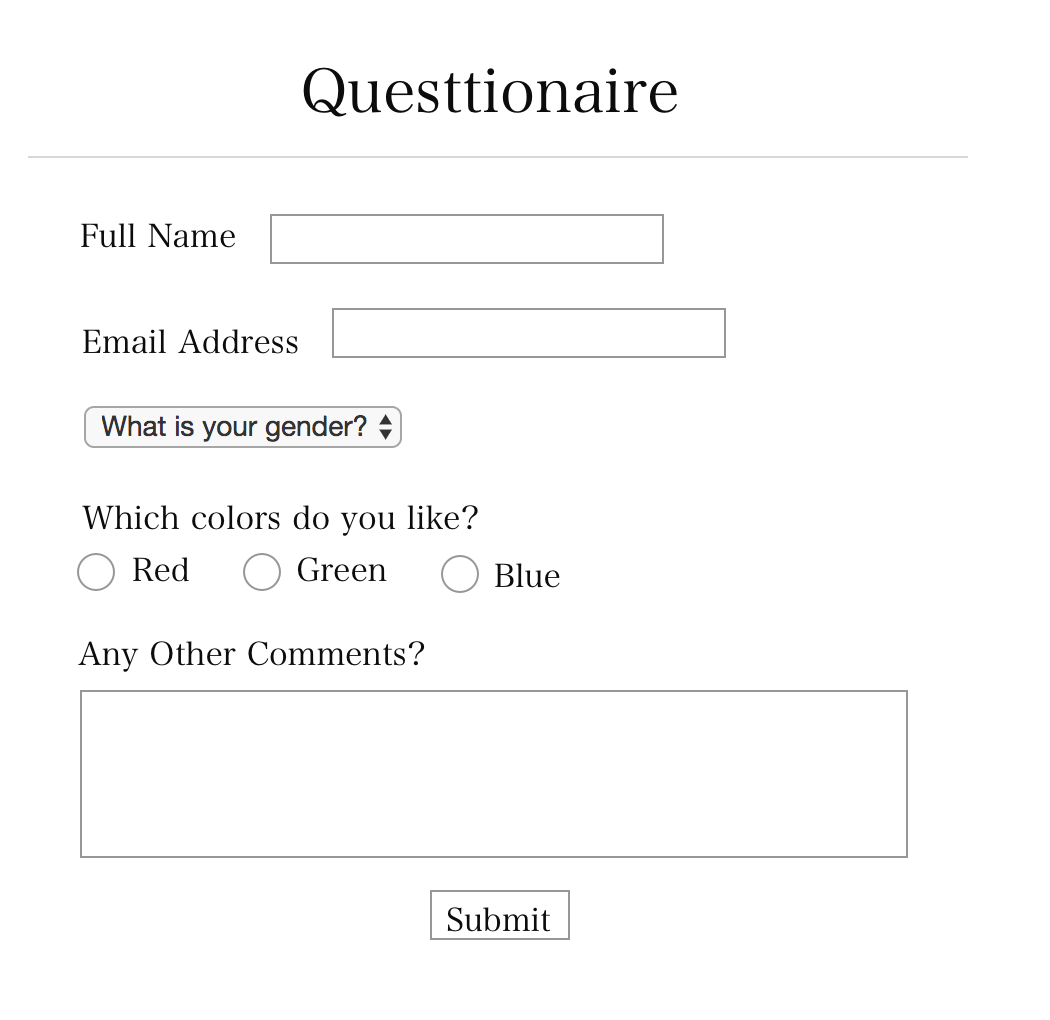 Questtionaire
Full Name
Email Address
What is your gender?
Which colors do you like?
Red Green Blue
Any Other Comments?
Submit